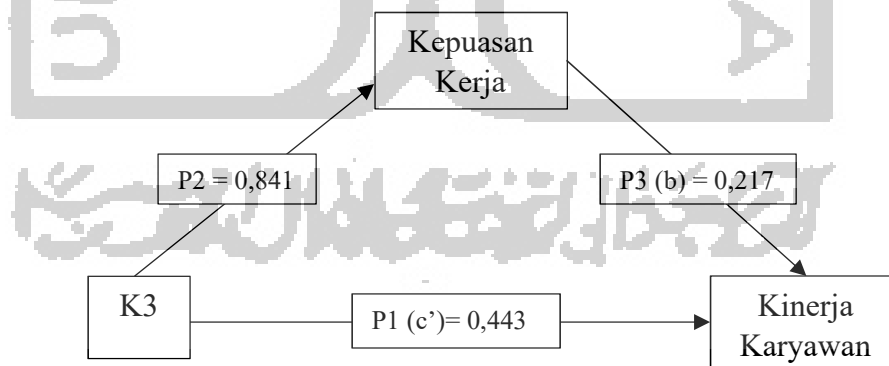 Kepuasan
Kerja
P2 = 0,841
P3 (b) = 0,217
K3
P1 (c’)= 0,443
Kinerja
Karyawan